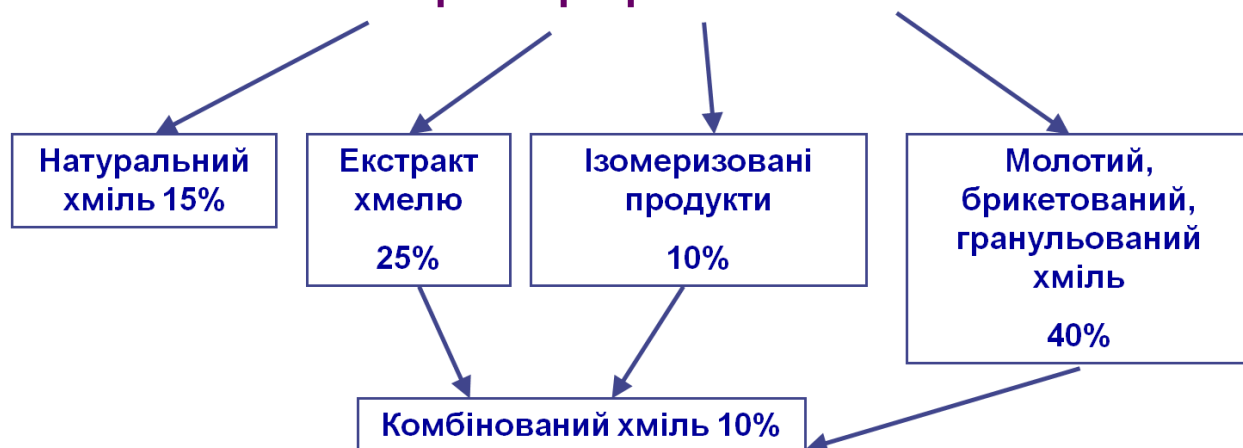 Натуральний
хміль 15%
Екстракт
хмелю
25%
Ізомеризовані
продукти
10%
Молотий,
брикетований,
гранульований
хміль
40%
Комбінований хміль 10%